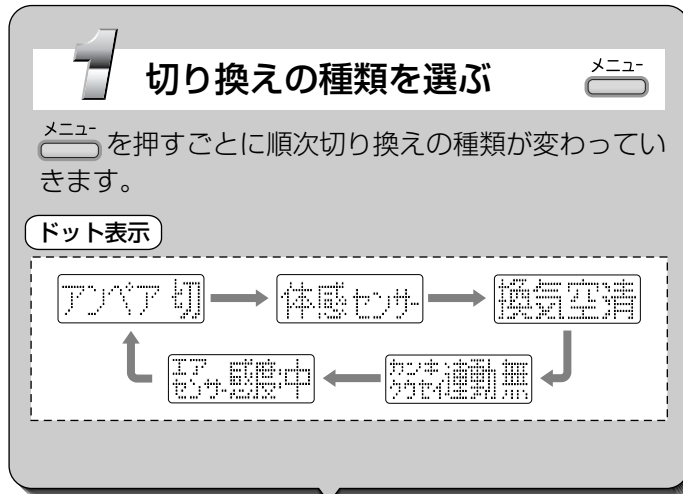 1 切り換えの種類を選ぶ メニュー
メニュー を押すごとに順次切り換えの種類が変わってい
きます。
ドット表示
アンペア 切 体感センサー 換気空清
エア センサー感度:中 カンキ クウセイ連動 無